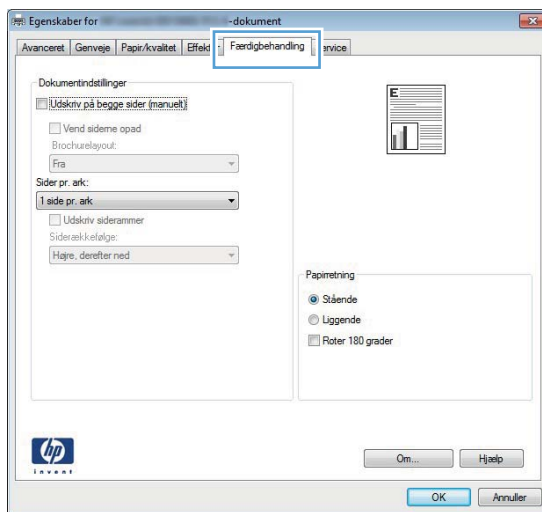 Egenskaber for -dokument
Avanceret Genveje Papir/kvalitet Færdigbehandling
Dokumentindstillinger
Udskriv på begge sider (manuelt)
Vend siderne opad
Brochurelayout:
Fra
Sider pr. ark:
1 side pr. ark
Udskriv siderammer
Siderækkefølge:
Højre, derefter ned
E
Papirretning
Stående
Liggende
Roter 180 grader
hp
invent
Om... Hjælp
OK Annuller